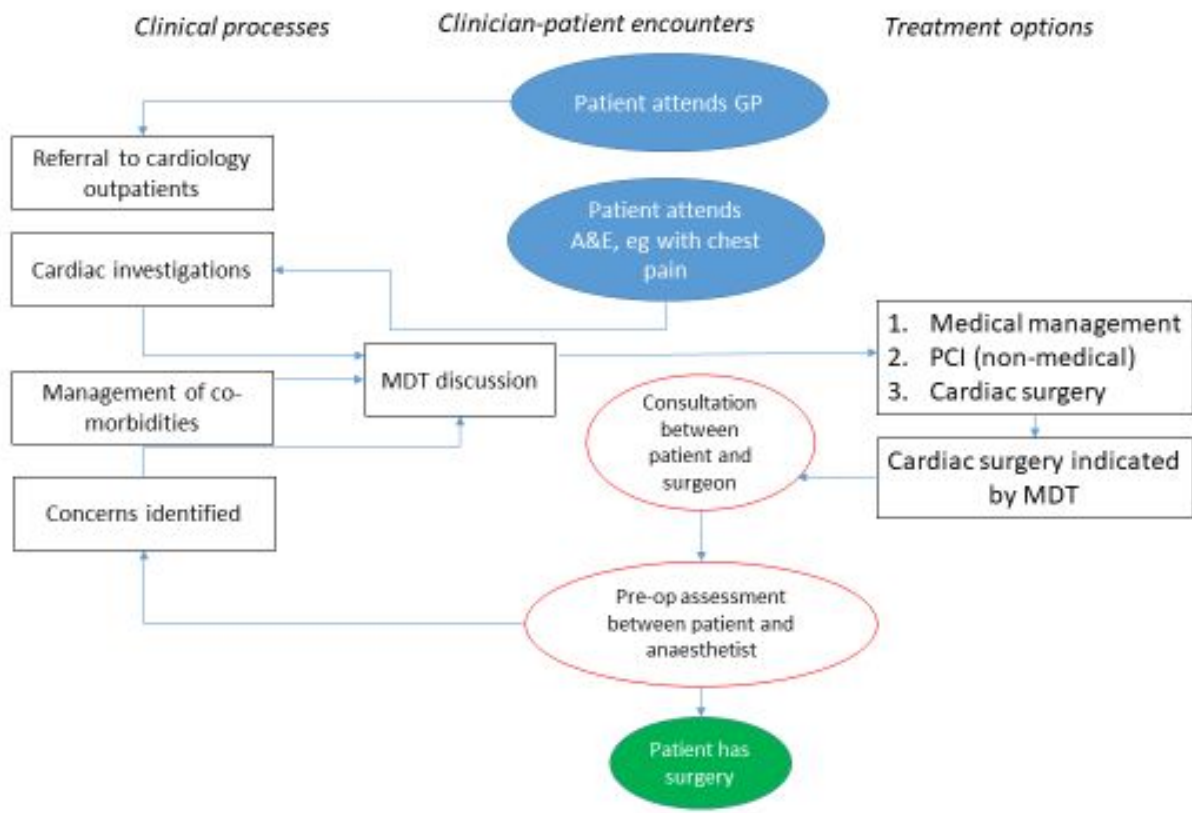 Clinical processes
Clinician-patient encounters
Treatment options
Patient attends GP
Referral to cardiology
outpatients
Patient attends
A&E, eg with chest
pain
Cardiac investigations
1. Medical management
2. PCI (non-medical)
3. Cardiac surgery
MDT discussion
Management of co-
morbidities
Consultation
between
patient and
surgeon
Cardiac surgery indicated
by MDT
Concerns identified
Pre-op assessment
between patient and
anaesthetist
Patient has
surgery